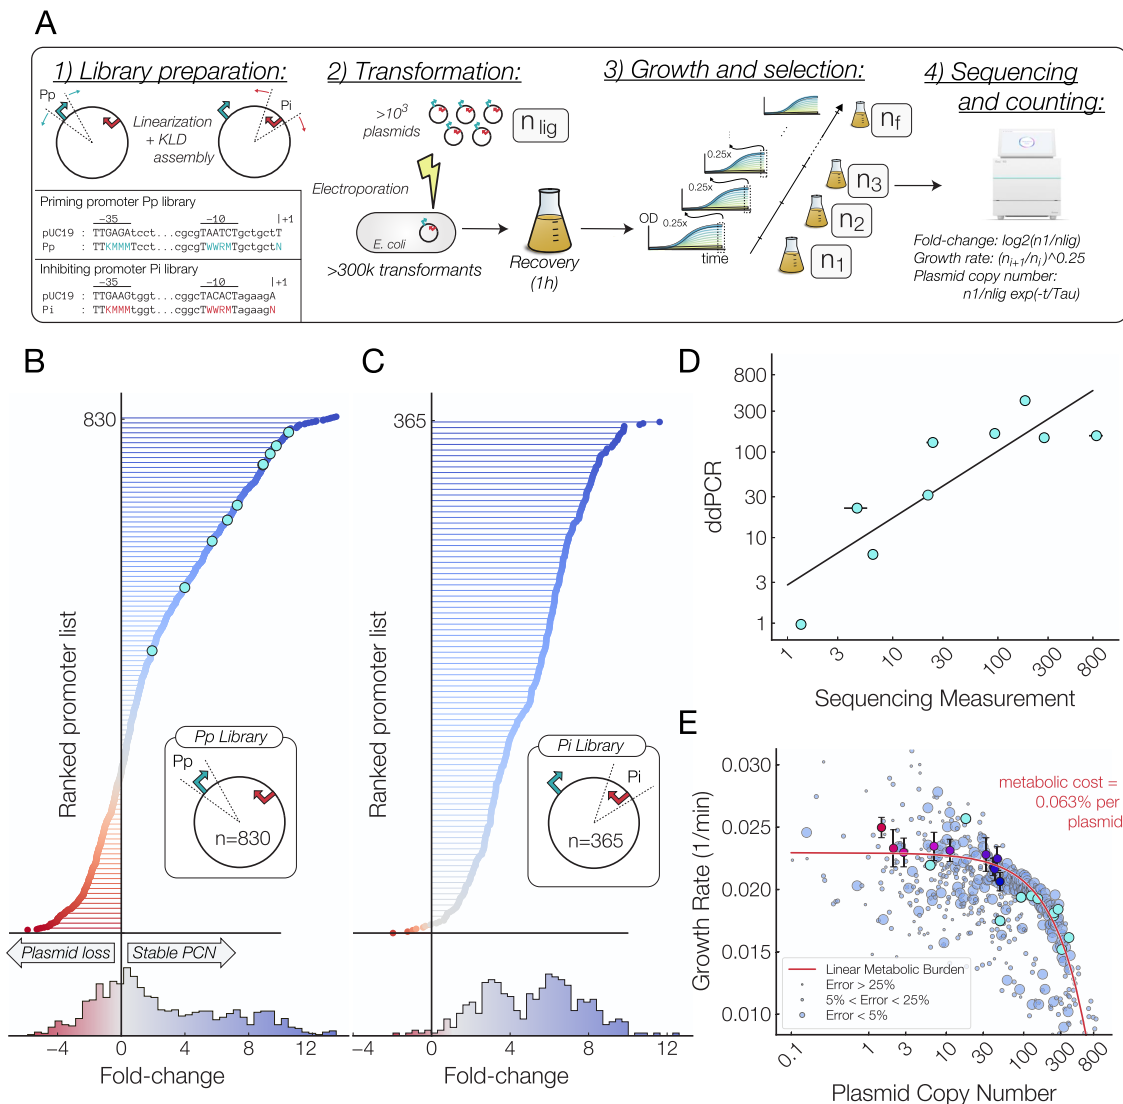 A
1) Library preparation:
Pp
Pi
Linearization
+ KLD
assembly
Priming promoter Pp library
−35 −10 |+1
pUC19 : TTGAGAtcct...cgcgTAATCTgctgctT
Pp : TTKMMMTcct...cgcgTWWRMTgctgctN
Inhibiting promoter Pi library
−35 −10 |+1
pUC19 : TTGAAGtggt...cggcTACACTagaagA
Pi : TTKMMMtggt...cggcTWWRMTagaagN
2) Transformation:
>10³
plasmids
n lig
Electroporation
E. coli
>300k transformants
Recovery
(1h)
3) Growth and selection:
0.25x
0.25x
0.25x
OD
time
n1
n2
n3
nf
4) Sequencing
and counting:
Fold-change: log2(n1/nlig)
Growth rate: (ni+1/ni)^0.25
Plasmid copy number:
n1/nlig exp(-t/Tau)
B
830
Ranked promoter list
Pp Library
Pp
n=830
Plasmid loss
Stable PCN
−4 0 4 8 12
Fold-change
C
365
Ranked promoter list
Pi Library
Pi
n=365
−4 0 4 8 12
Fold-change
D
800
300
100
30
10
3
1
ddPCR
1 3 10 30 100 300 800
Sequencing Measurement
E
0.030
0.025
0.020
0.015
0.010
Growth Rate (1/min)
metabolic cost =
0.063% per
plasmid
Linear Metabolic Burden
Error > 25%
5% < Error < 25%
Error < 5%
0.1 1 3 10 30 100 300 800
Plasmid Copy Number